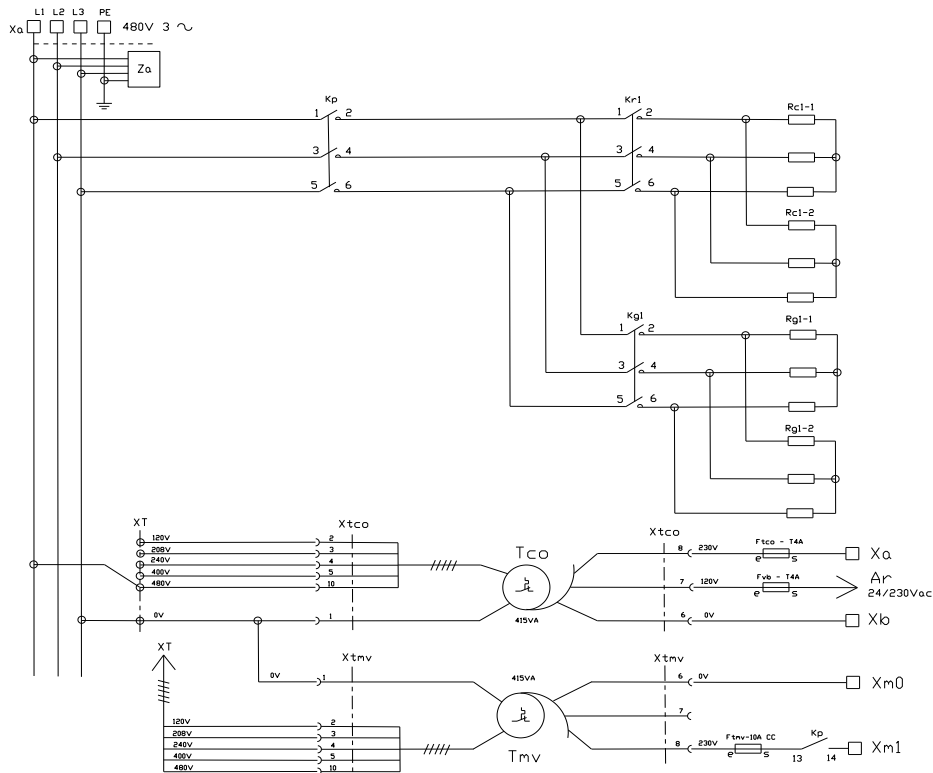 L1 L2 L3 PE
Xa 480V 3 ~
Za
Kp Kr1 Rc1-1
1 2 1 2
3 4 3 4
5 6 5 6
Rc1-2
Kg1 Rg1-1
1 2
3 4
5 6
Rg1-2
XT Xtco Tco Xtco
120V 2
208V 3
240V 4
400V 5
480V 10
0V 1
415VA
8 230V Ftco - T4A e s Xa
7 120V Fvb - T4A e s Ar
24/230Vac
6 0V Xb
XT Xtmv 415VA Xtmv
0V 1
6 0V Xm0
7
120V 2
208V 3
240V 4
400V 5
480V 10
Tmv
8 230V Ftmv-10A CC e s Kp 13 14 Xm1